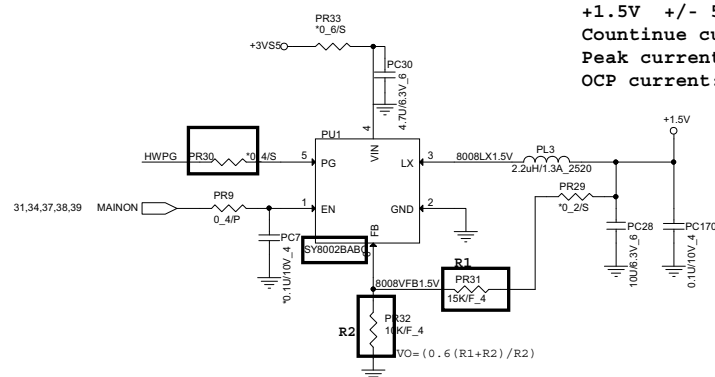 +1.5V +/- 5
Countinue cu
Peak current
OCP current:
PR33
*0_6/S
+3VS5
PC30
4.7U/6.3V_6
+1.5V
PU1
4
VIN
HWPG
PR30
*0_4/S
5
PG
LX
3
8008LX1.5V
PL3
2.2uH/1.3A_2520
PR29
*0_2/S
31,34,37,38,39
MAINON
PR9
0_4/P
1
EN
GND
2
FB
PC7
*0.1U/10V_4
SY8002BABC
PC28
10U/6.3V_6
PC170
0.1U/10V_4
R1
8008VFB1.5V
PR31
15K/F_4
R2
PR32
10K/F_4
VO=(0.6(R1+R2)/R2)